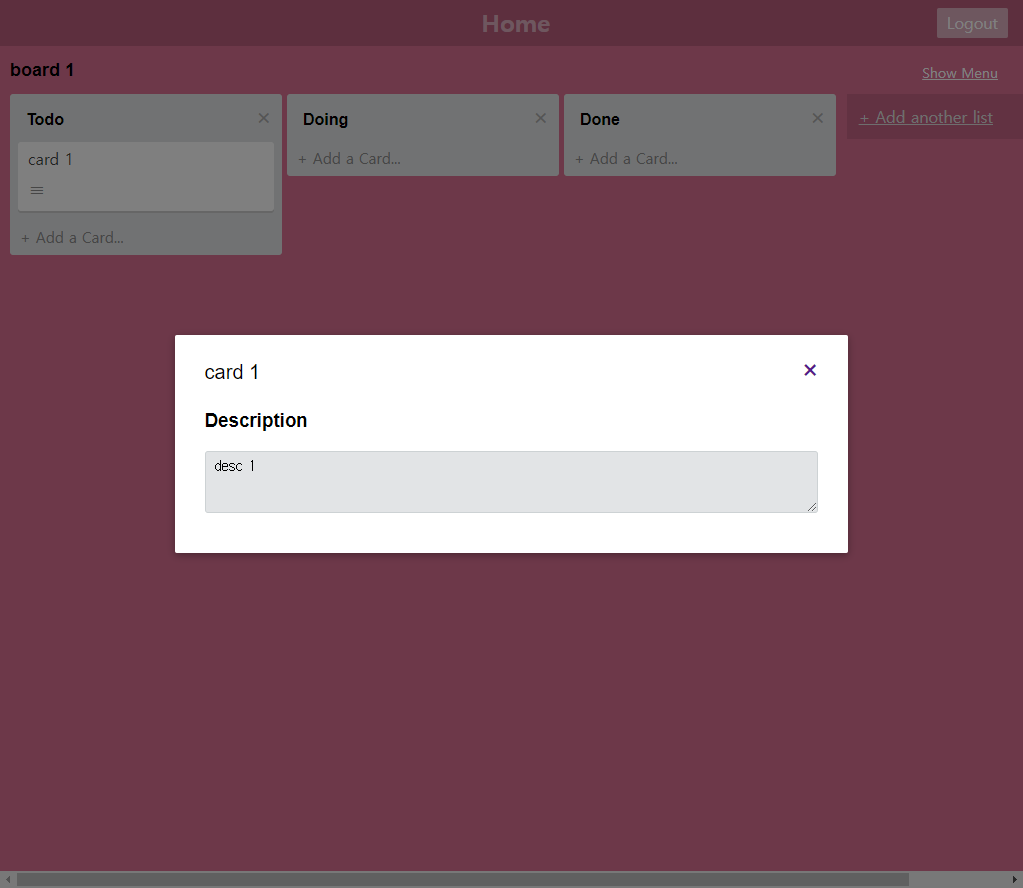 Home
Logout
board 1
Show Menu
Todo
×
Doing
×
Done
×
+ Add another list
card 1
+ Add a Card...
+ Add a Card...
+ Add a Card...
card 1
×
Description
desc 1